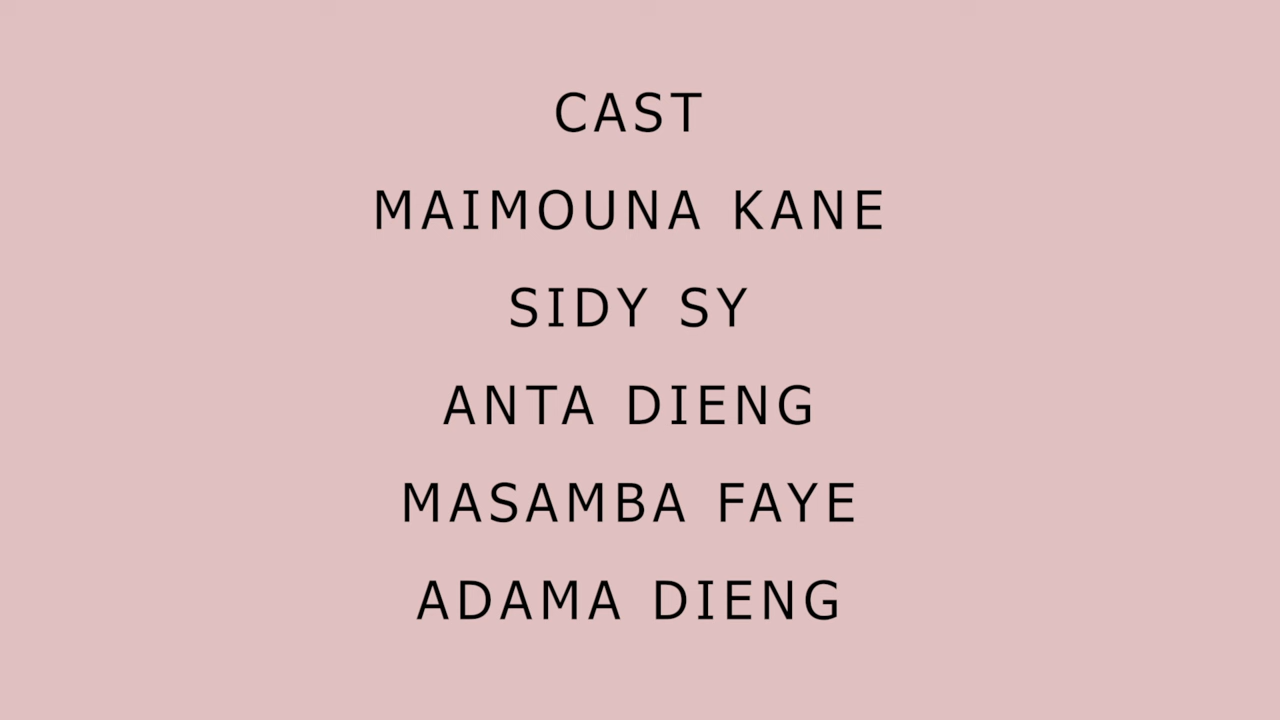 CAST
MAIMOUNA KANE
SIDY SY
ANTA DIENG
MASAMBA FAYE
ADAMA DIENG